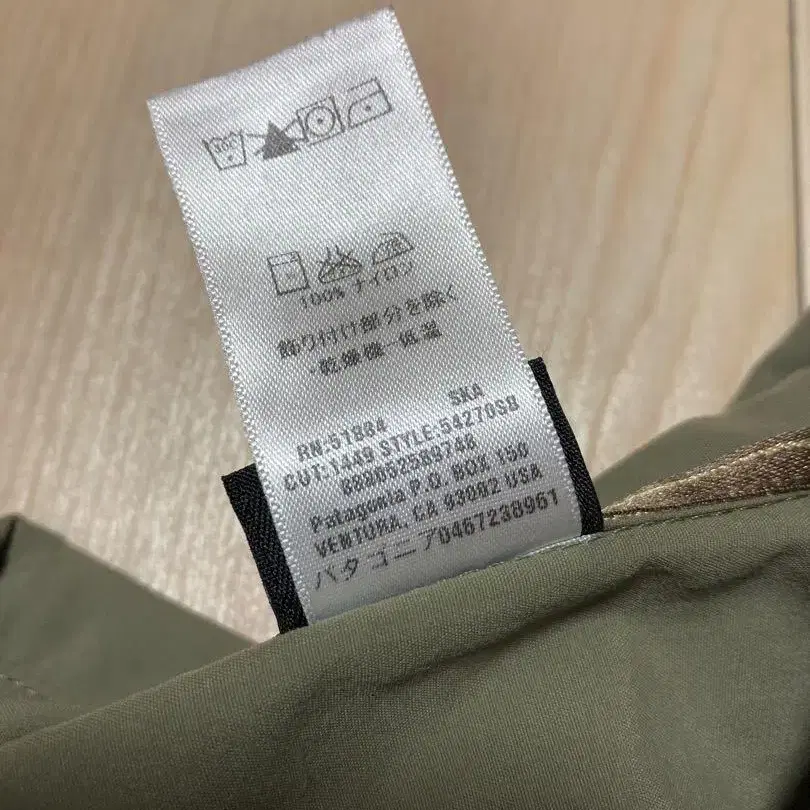 100% ナイロン
飾り付け部分を除く
・乾燥機-低温
SKA
RN:51884
CUT:1449 STYLE:54270S8
888052589748
Patagonia P.O. BOX 150
VENTURA, CA 93002 USA
パタゴニア0467238961